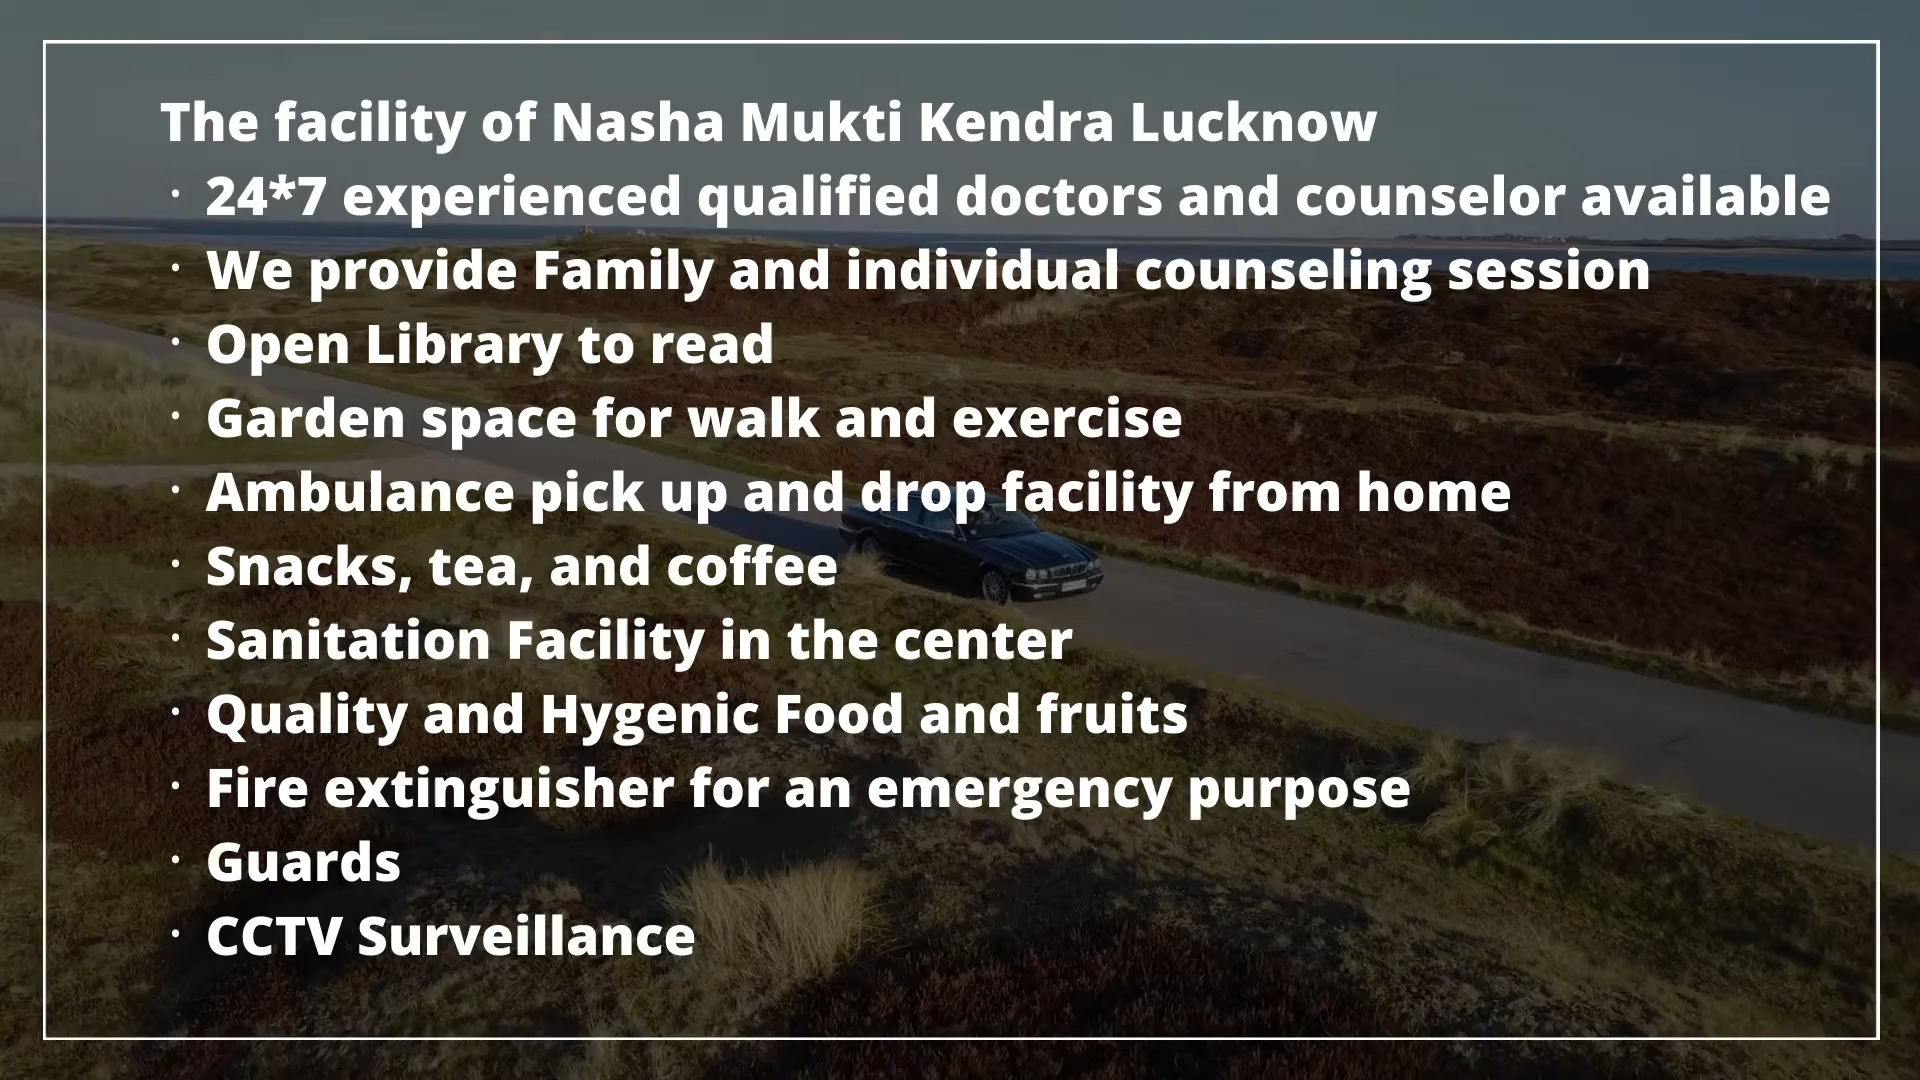 The facility of Nasha Mukti Kendra Lucknow
· 24*7 experienced qualified doctors and counselor available
· We provide Family and individual counseling session
· Open Library to read
· Garden space for walk and exercise
· Ambulance pick up and drop facility from home
· Snacks, tea, and coffee
· Sanitation Facility in the center
· Quality and Hygenic Food and fruits
· Fire extinguisher for an emergency purpose
· Guards
· CCTV Surveillance